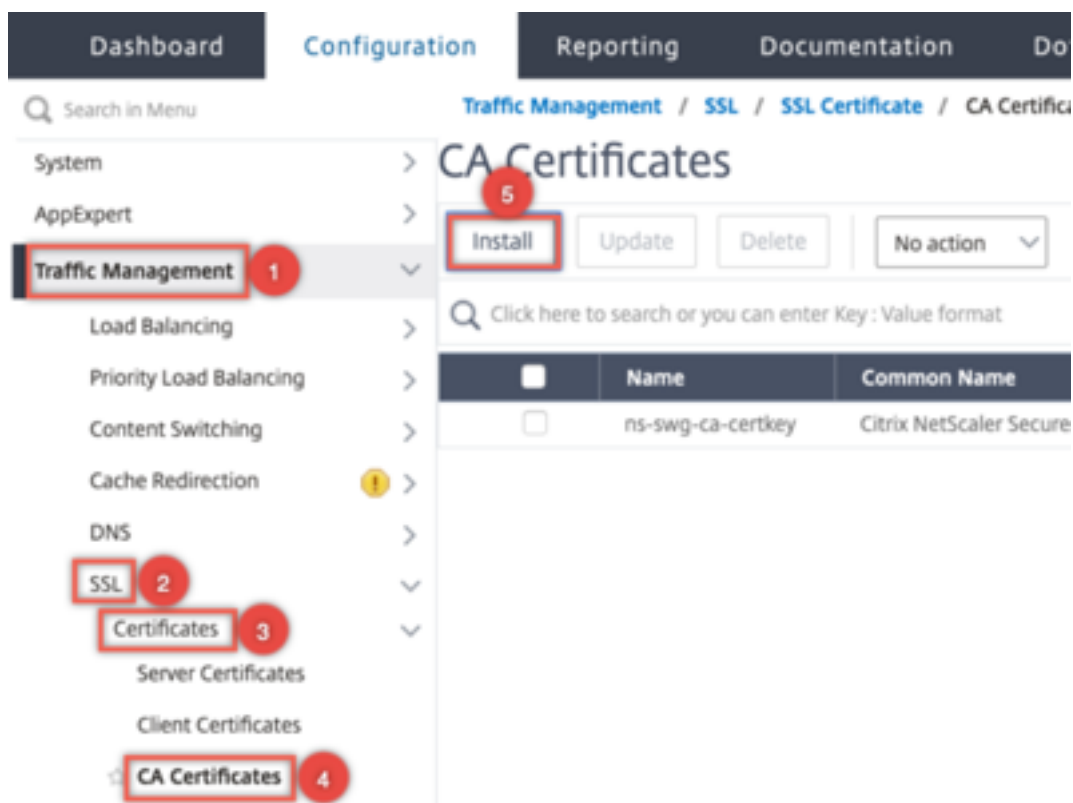 Dashboard Configuration Reporting Documentation Do
Search in Menu
Traffic Management / SSL / SSL Certificate / CA Certifica
System
AppExpert
Traffic Management 1
Load Balancing
Priority Load Balancing
Content Switching
Cache Redirection
DNS
SSL 2
Certificates 3
Server Certificates
Client Certificates
CA Certificates 4
CA Certificates
5
Install Update Delete No action
Click here to search or you can enter Key : Value format
Name Common Name
ns-swg-ca-certkey Citrix NetScaler Secure